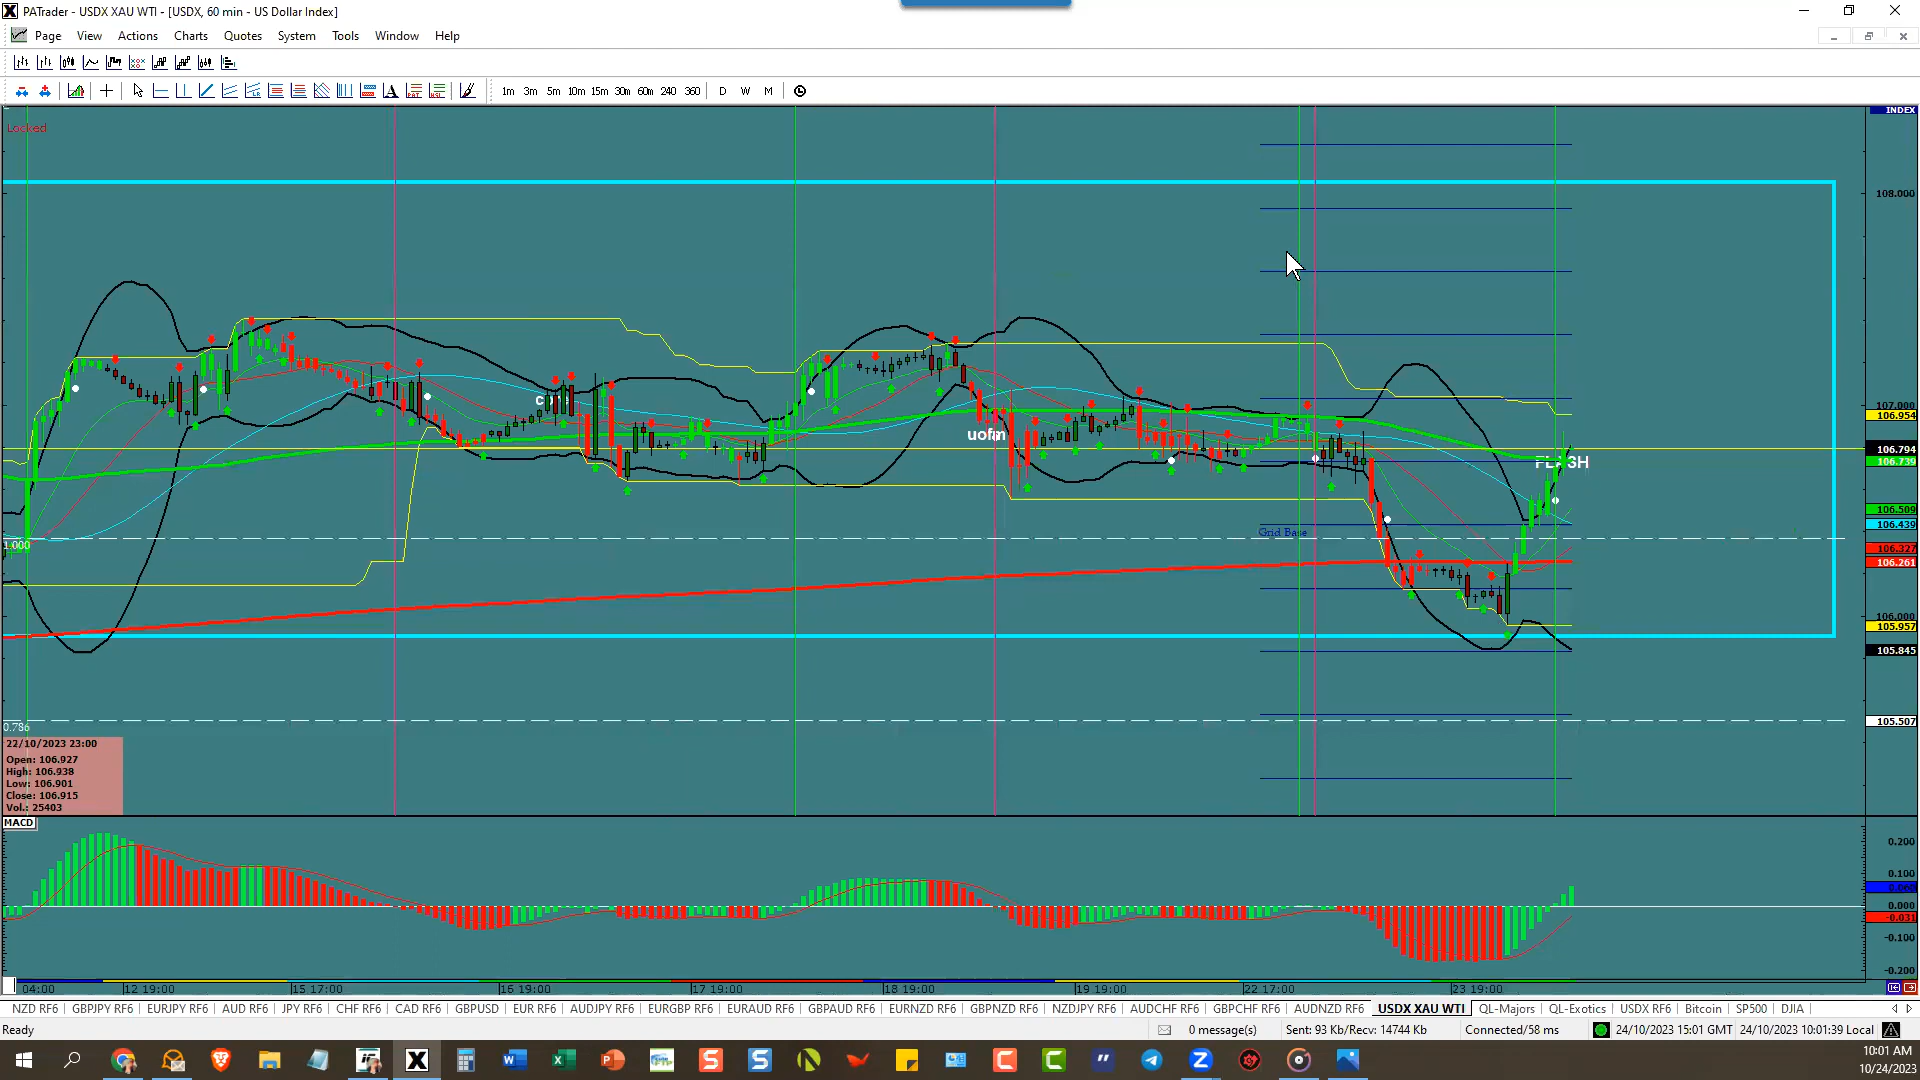 PATrader - USDX XAU WTI - [USDX, 60 min - US Dollar Index]
Page View Actions Charts Quotes System Tools Window Help
1m 3m 5m 10m 15m 30m 60m 240 360 D W M
INDEX
Locked
108.000
107.000
106.954
core
uofm
106.794
FLASH
106.739
106.509
106.439
Grid Base
1.000
106.327
106.261
106.000
105.957
105.845
0.786
105.507
22/10/2023 23:00
Open: 106.927
High: 106.938
Low: 106.901
Close: 106.915
Vol.: 25403
MACD
0.200
0.100
0.060
0.000
-0.031
-0.100
-0.200
04:00 12 19:00 15 17:00 16 19:00 17 19:00 18 19:00 19 19:00 22 17:00 23 19:00
NZD RF6 GBPJPY RF6 EURJPY RF6 AUD RF6 JPY RF6 CHF RF6 CAD RF6 GBPUSD EUR RF6 AUDJPY RF6 EURGBP RF6 EURAUD RF6 GBPAUD RF6 EURNZD RF6 GBPNZD RF6 NZDJPY RF6 AUDCHF RF6 GBPCHF RF6 AUDNZD RF6 USDX XAU WTI QL-Majors QL-Exotics USDX RF6 Bitcoin SP500 DJIA
Ready 0 message(s) Sent: 93 Kb/Recv: 14744 Kb Connected/58 ms 24/10/2023 15:01 GMT 24/10/2023 10:01:39 Local
10:01 AM
10/24/2023